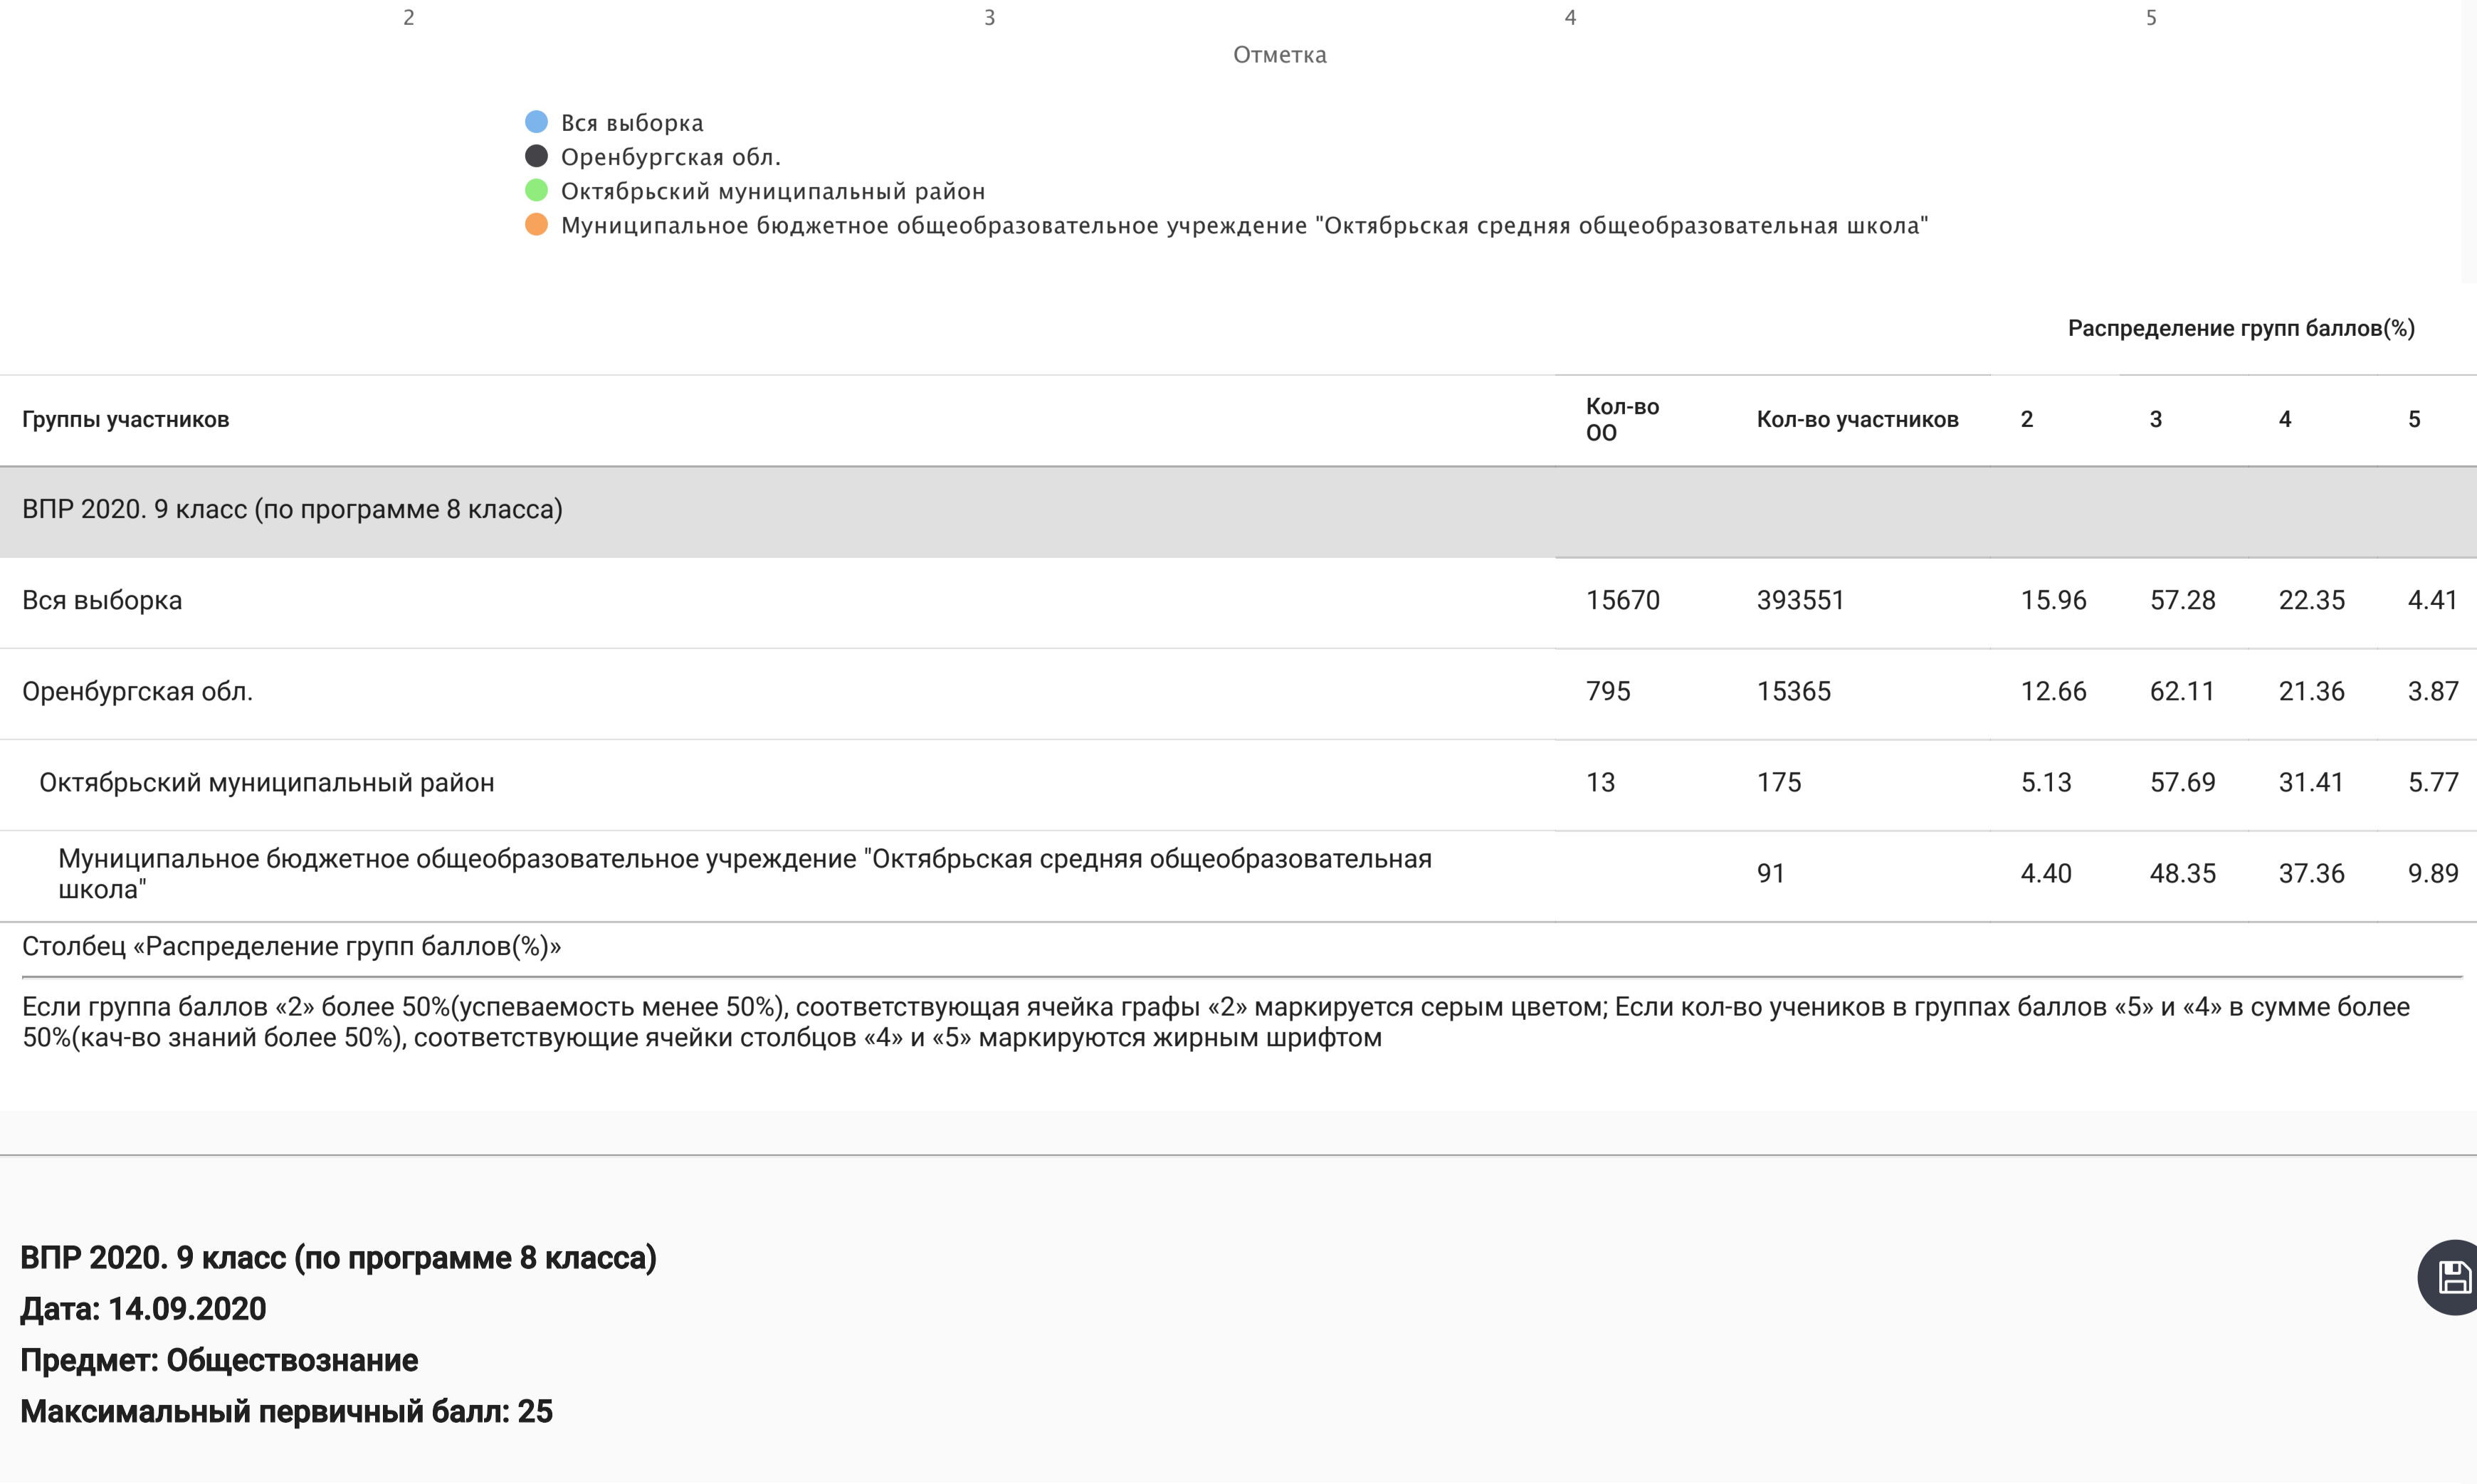 2 3 4 5
Отметка
Вся выборка
Оренбургская обл.
Октябрьский муниципальный район
Муниципальное бюджетное общеобразовательное учреждение "Октябрьская средняя общеобразовательная школа"
Распределение групп баллов(%)
Группы участников Кол-во ОО Кол-во участников 2 3 4 5
ВПР 2020. 9 класс (по программе 8 класса)
Вся выборка 15670 393551 15.96 57.28 22.35 4.41
Оренбургская обл. 795 15365 12.66 62.11 21.36 3.87
Октябрьский муниципальный район 13 175 5.13 57.69 31.41 5.77
Муниципальное бюджетное общеобразовательное учреждение "Октябрьская средняя общеобразовательная
школа" 91 4.40 48.35 37.36 9.89
Столбец «Распределение групп баллов(%)»
Если группа баллов «2» более 50%(успеваемость менее 50%), соответствующая ячейка графы «2» маркируется серым цветом; Если кол-во учеников в группах баллов «5» и «4» в сумме более
50%(кач-во знаний более 50%), соответствующие ячейки столбцов «4» и «5» маркируются жирным шрифтом
ВПР 2020. 9 класс (по программе 8 класса)
Дата: 14.09.2020
Предмет: Обществознание
Максимальный первичный балл: 25